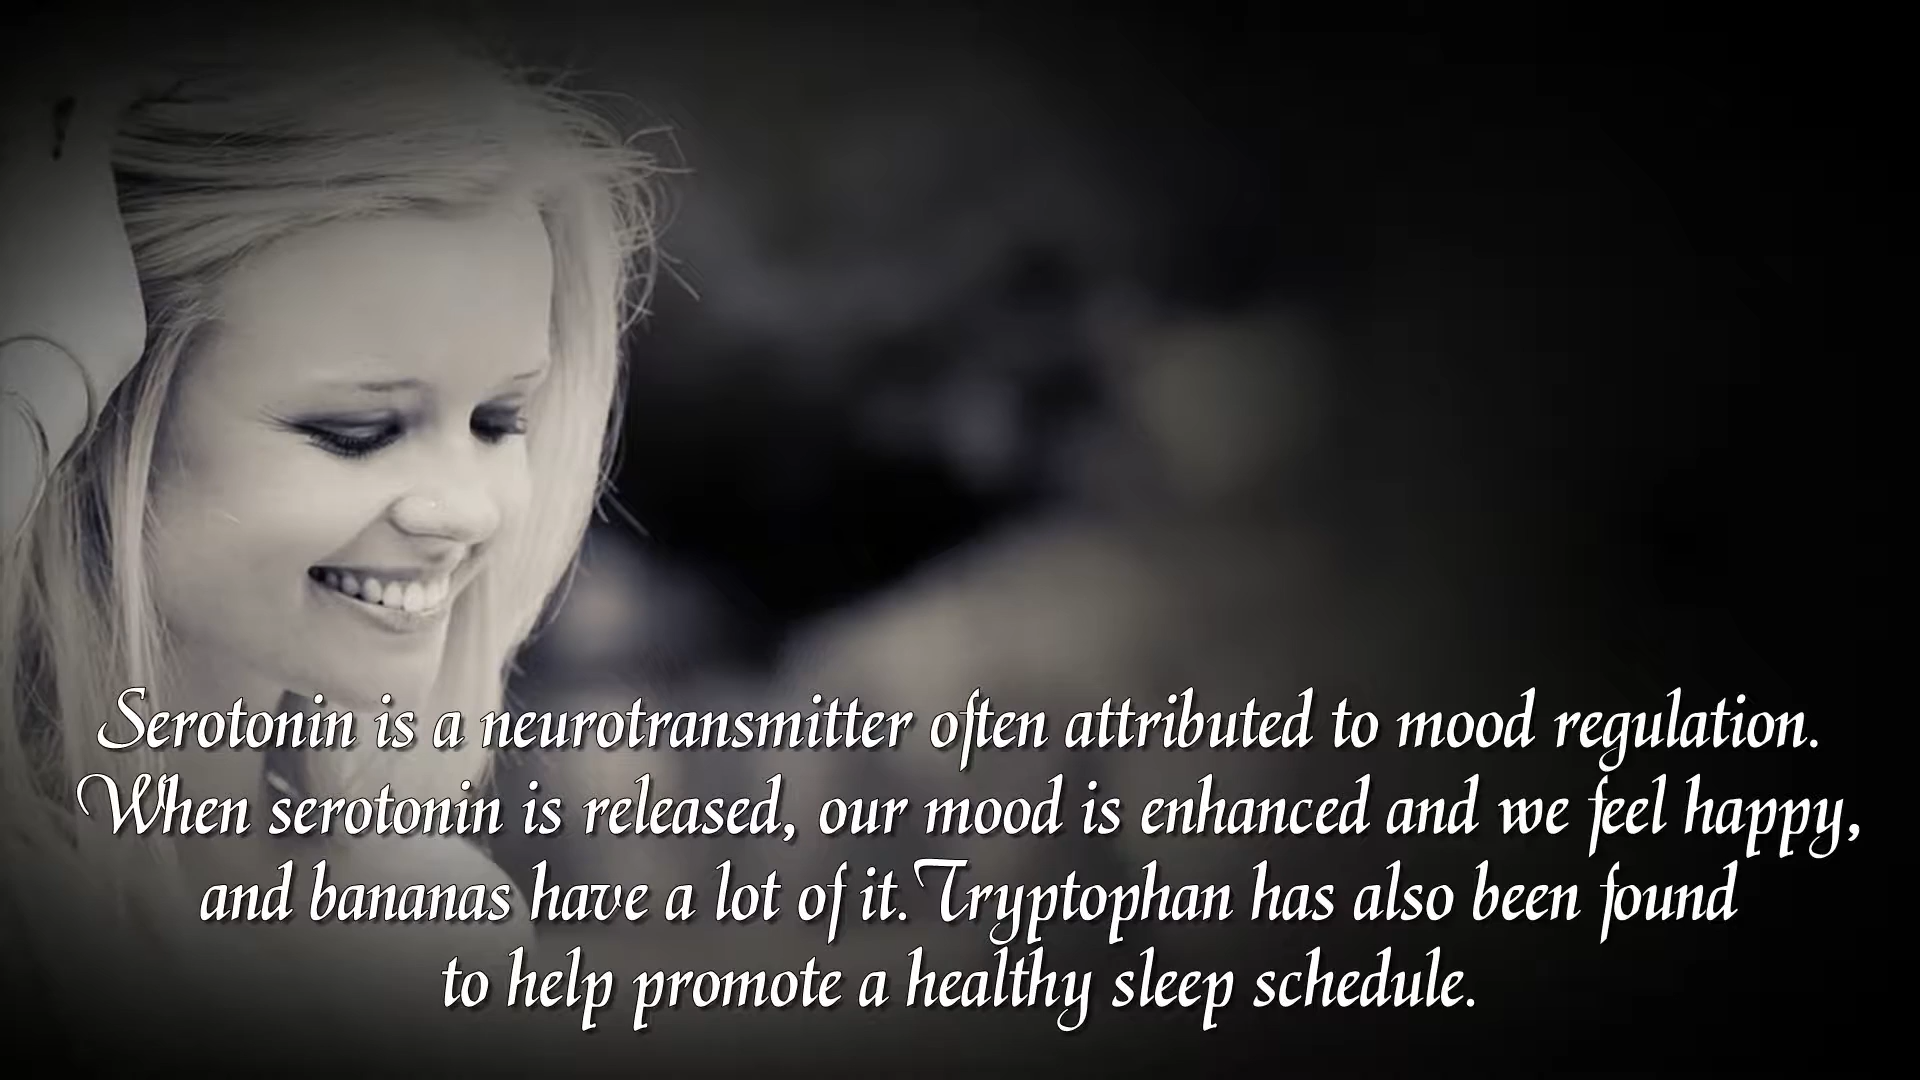 Serotonin is a neurotransmitter often attributed to mood regulation.
When serotonin is released, our mood is enhanced and we feel happy,
and bananas have a lot of it. Tryptophan has also been found
to help promote a healthy sleep schedule.